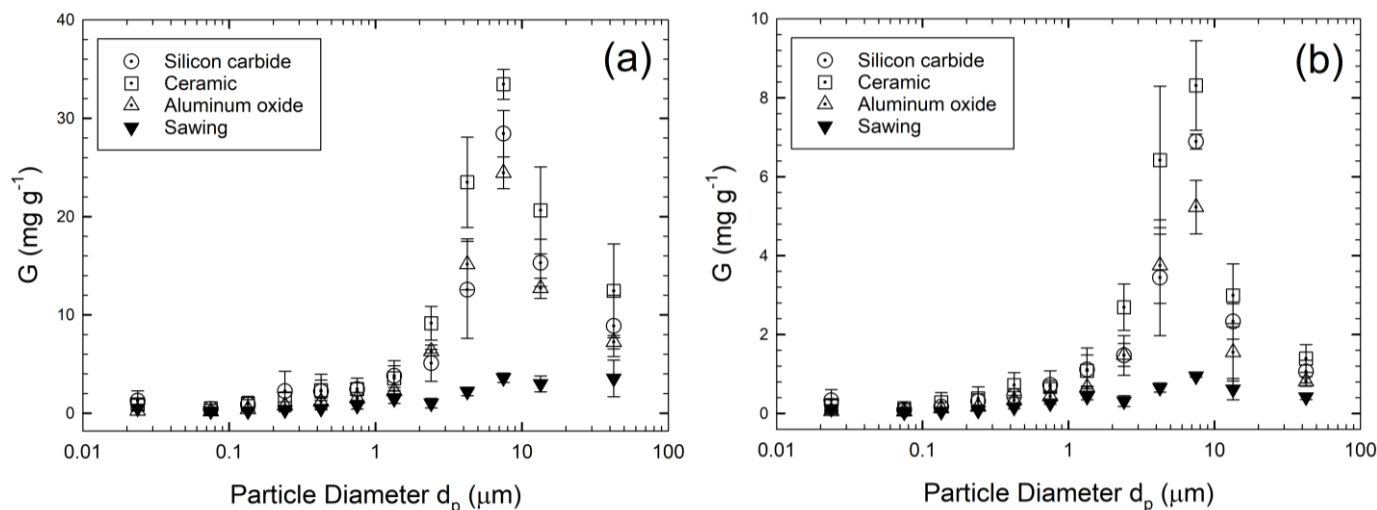 40
30
20
10
0
G (mg g⁻¹)
Silicon carbide
Ceramic
Aluminum oxide
Sawing
(a)
0.01 0.1 1 10 100
Particle Diameter dₚ (μm)
10
8
6
4
2
0
G (mg g⁻¹)
Silicon carbide
Ceramic
Aluminum oxide
Sawing
(b)
0.01 0.1 1 10 100
Particle Diameter dₚ (μm)